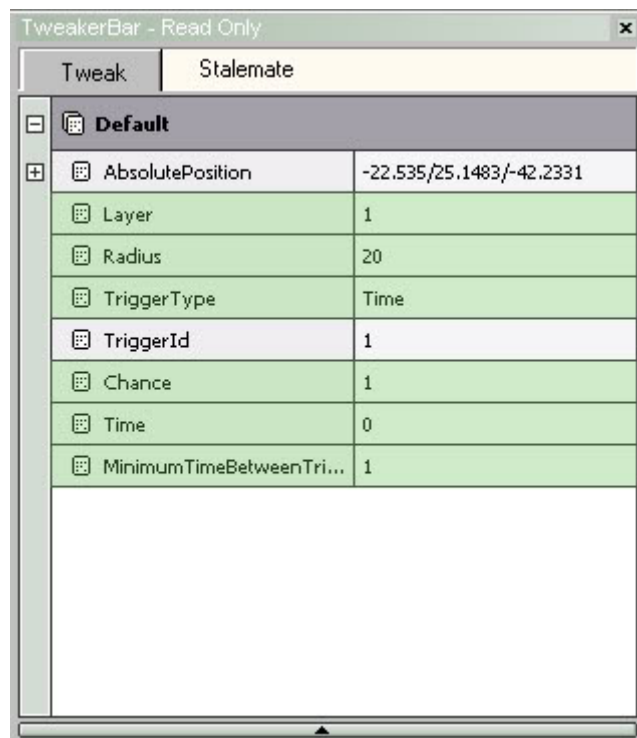 TweakerBar - Read Only
Tweak Stalemate
Default
AbsolutePosition -22.535/25.1483/-42.2331
Layer 1
Radius 20
TriggerType Time
TriggerId 1
Chance 1
Time 0
MinimumTimeBetweenTri... 1